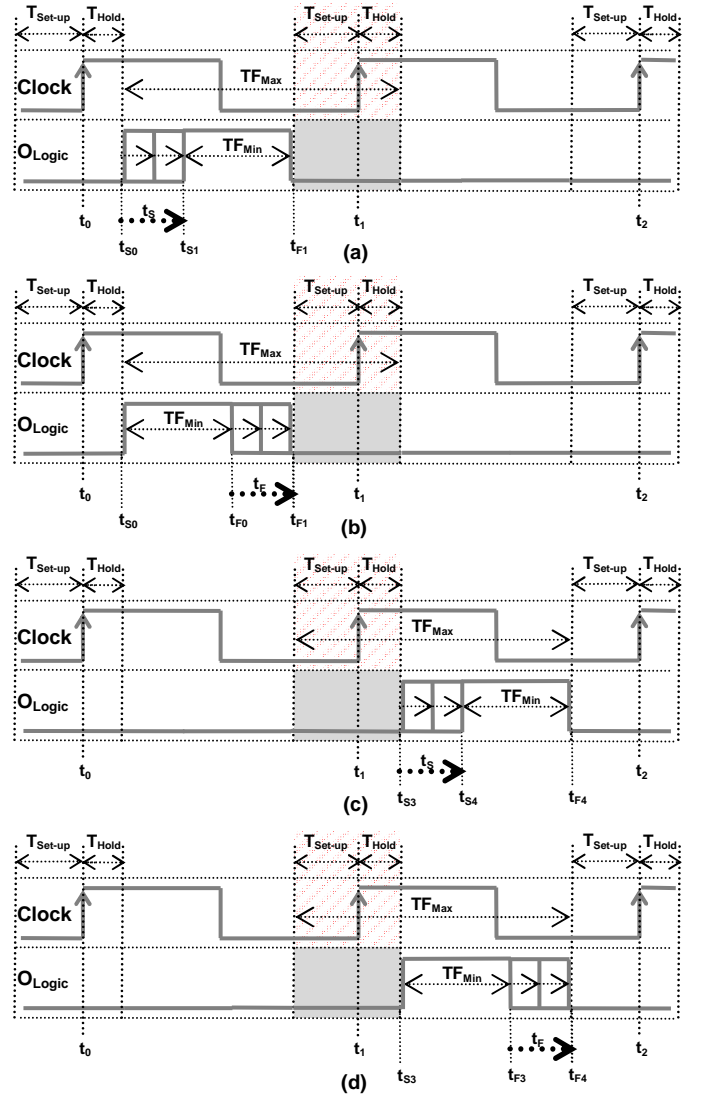 TSet-up THold TSet-up THold TSet-up THold
Clock TFMax
OLogic TFMin
t0 tS t1 t2
tS0 tS1 tF1
(a)
TSet-up THold TSet-up THold TSet-up THold
Clock TFMax
OLogic TFMin
t0 tF t1 t2
tS0 tF0 tF1
(b)
TSet-up THold TSet-up THold TSet-up THold
Clock TFMax
OLogic TFMin
t0 t1 tS t2
tS3 tS4 tF4
(c)
TSet-up THold TSet-up THold TSet-up THold
Clock TFMax
OLogic TFMin
t0 t1 tF t2
tS3 tF3 tF4
(d)